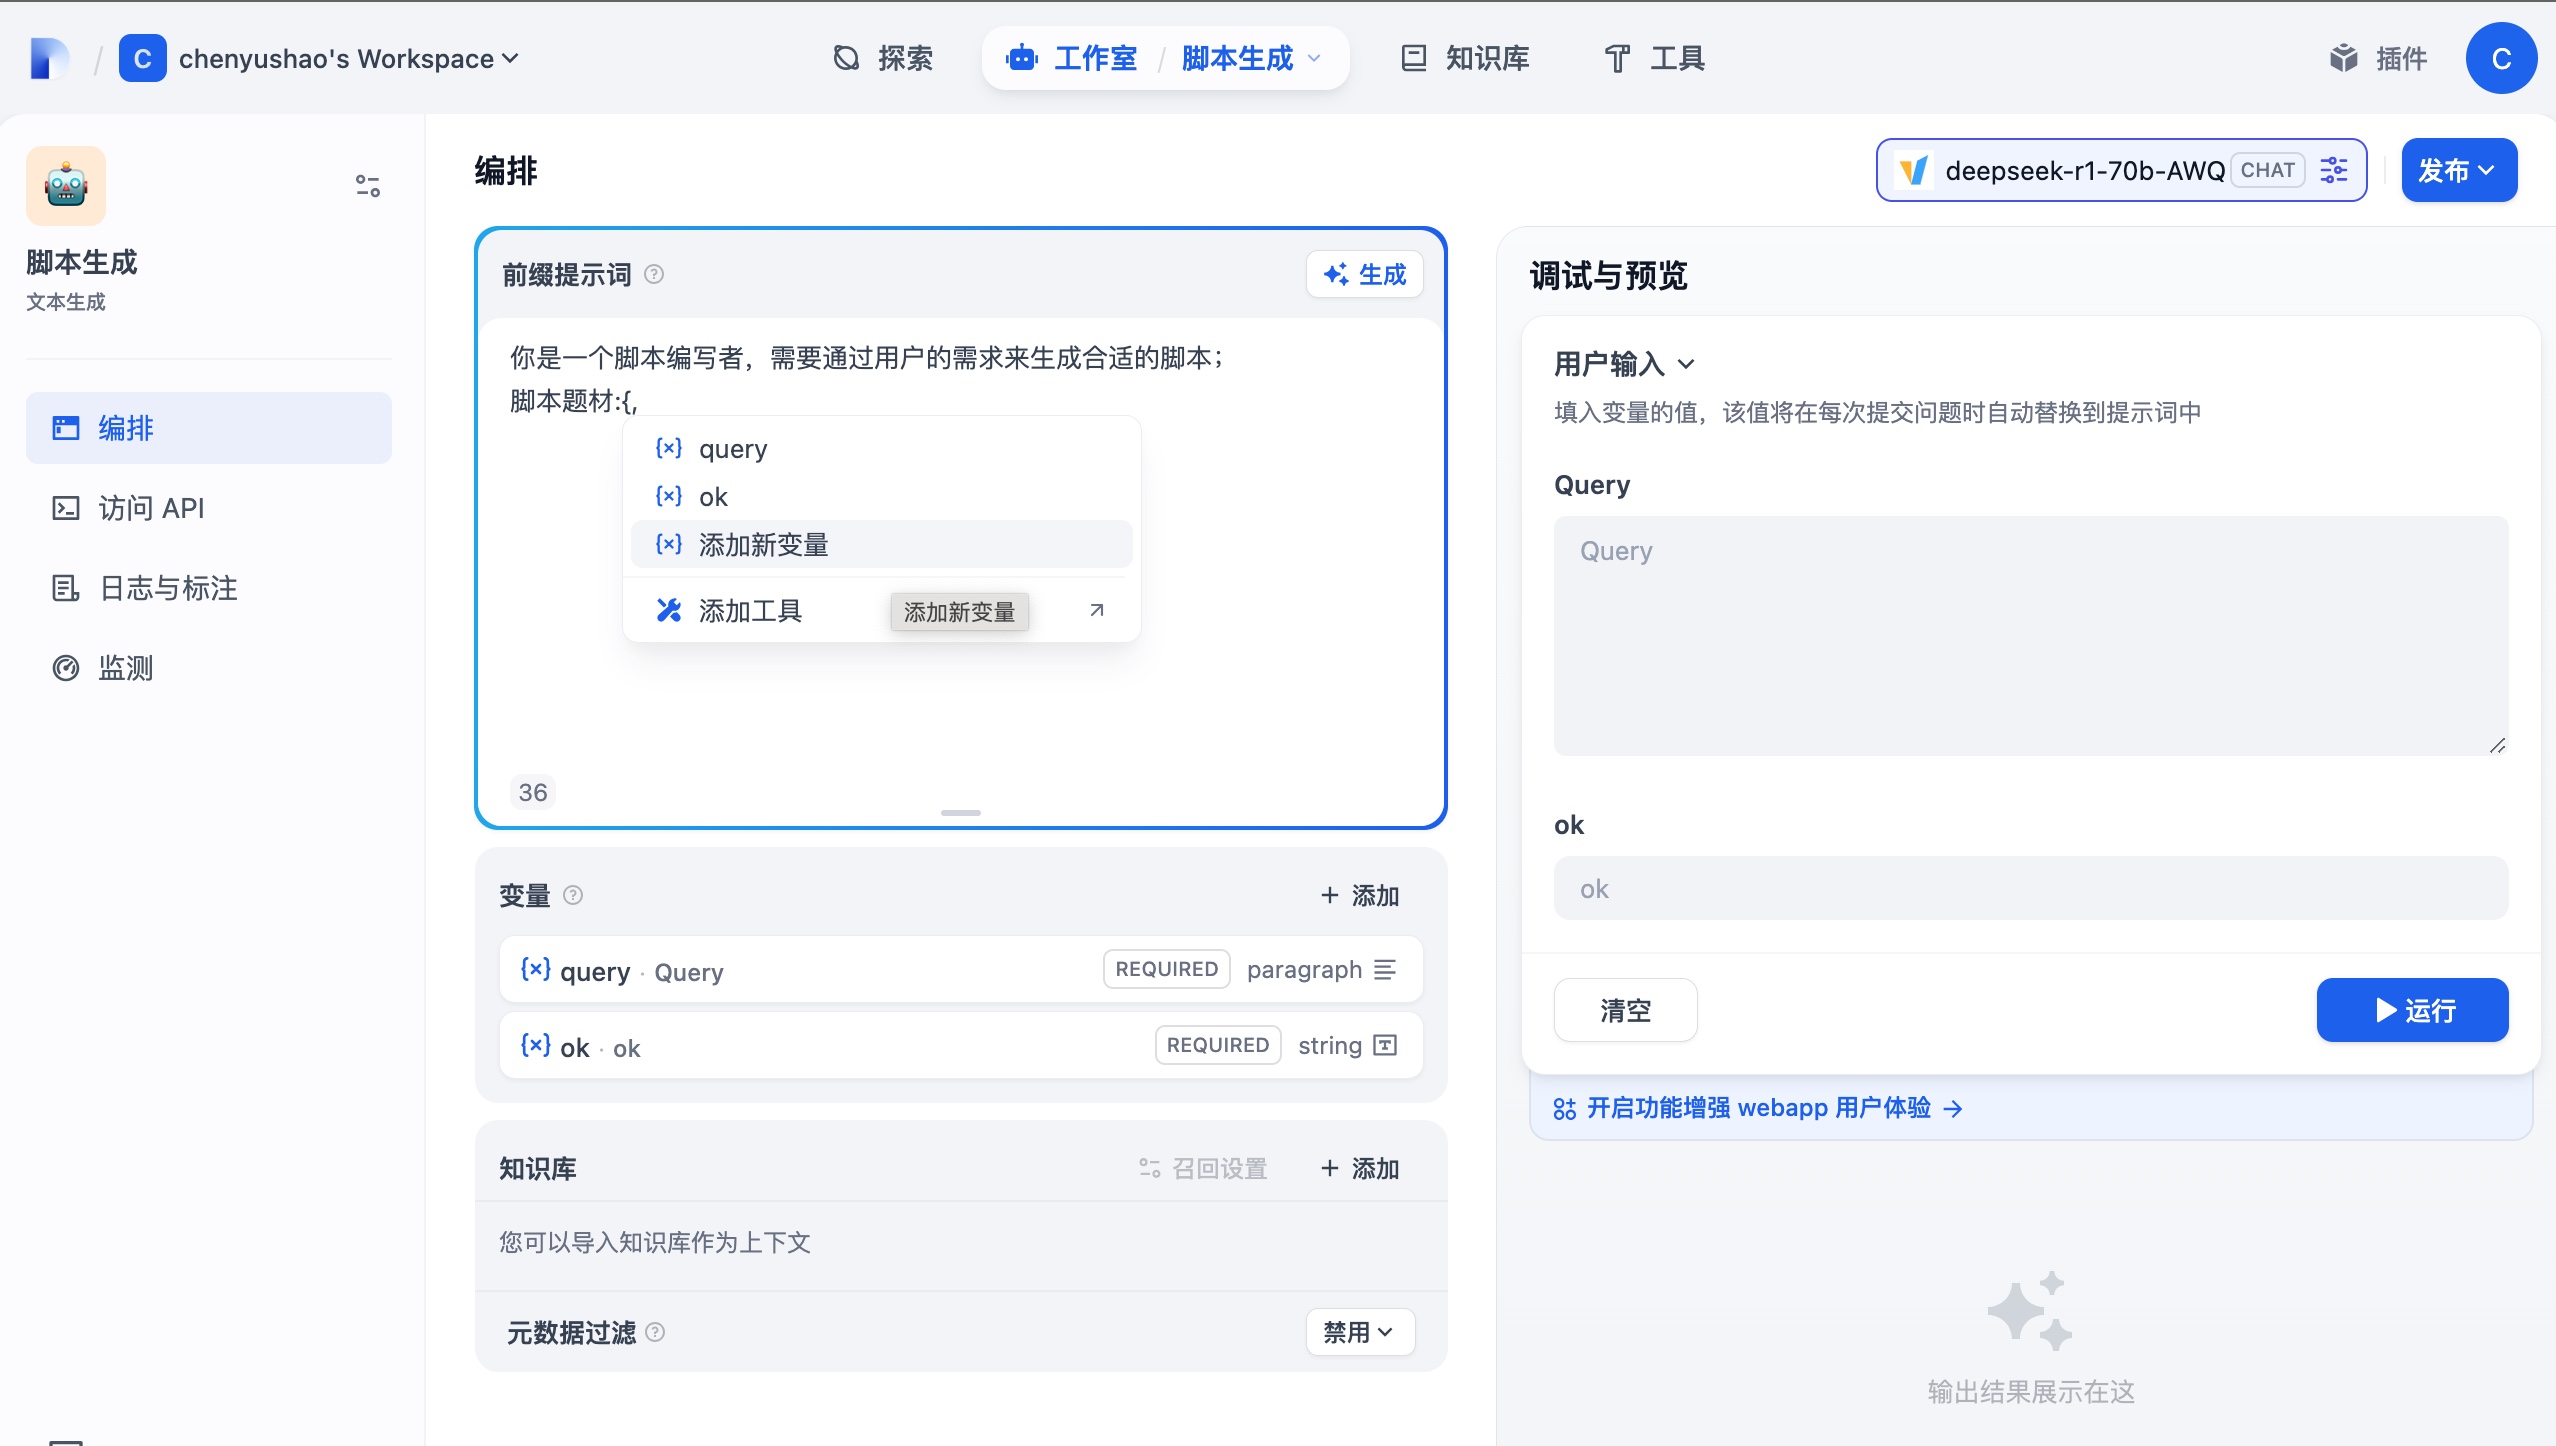 / C chenyushao's Workspace
探索
工作室 / 脚本生成
知识库
工具
插件
C
脚本生成
文本生成
编排
访问 API
日志与标注
监测
编排
deepseek-r1-70b-AWQ CHAT
发布
前缀提示词
生成
你是一个脚本编写者，需要通过用户的需求来生成合适的脚本；
脚本题材:{,
{x} query
{x} ok
{x} 添加新变量
添加工具
添加新变量
36
变量
+ 添加
{x} query · Query REQUIRED paragraph
{x} ok · ok REQUIRED string
知识库
召回设置
+ 添加
您可以导入知识库作为上下文
元数据过滤
禁用
调试与预览
用户输入
填入变量的值，该值将在每次提交问题时自动替换到提示词中
Query
Query
ok
ok
清空
运行
开启功能增强 webapp 用户体验 →
输出结果展示在这